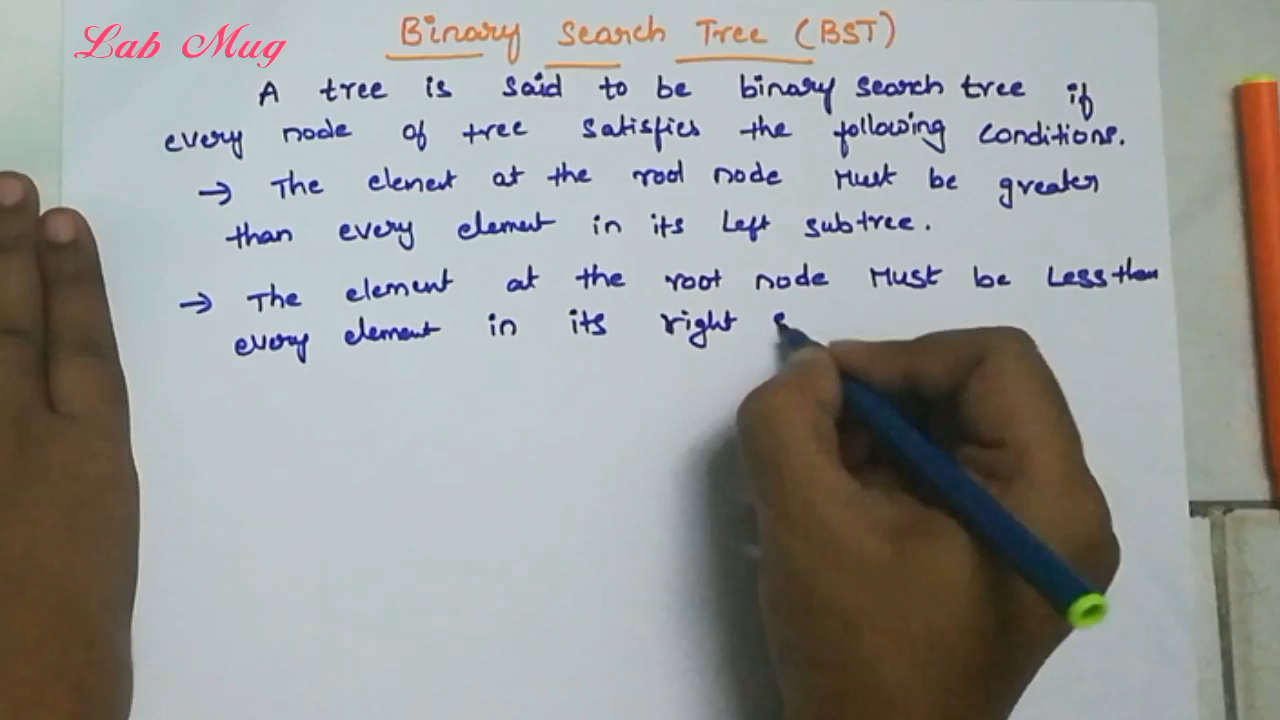 Lab Mug
Binary Search Tree (BST)
A tree is said to be binary search tree if
every node of tree satisfies the following conditions.
→ The elenent at the root node Must be greater
than every element in its Left subtree.
→ The element at the root node Must be Less than
every element in its right s